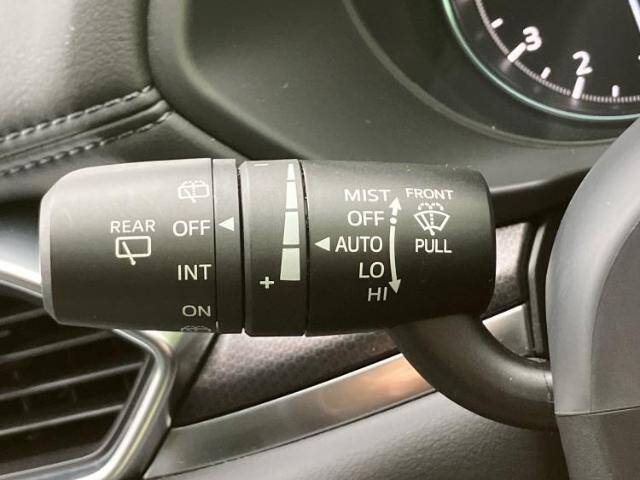 3
2
REAR
OFF
INT
ON
-
+
MIST
OFF
AUTO
LO
HI
FRONT
PULL